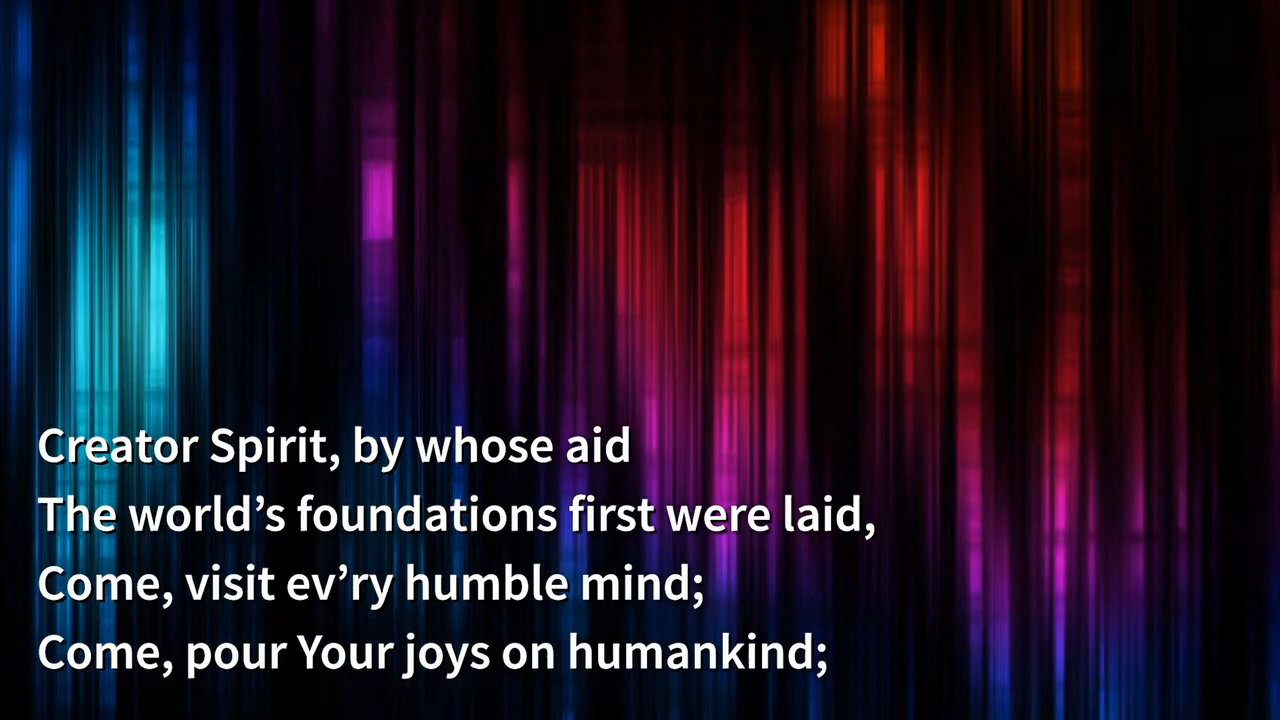 Creator Spirit, by whose aid
The world’s foundations first were laid,
Come, visit ev’ry humble mind;
Come, pour Your joys on humankind;